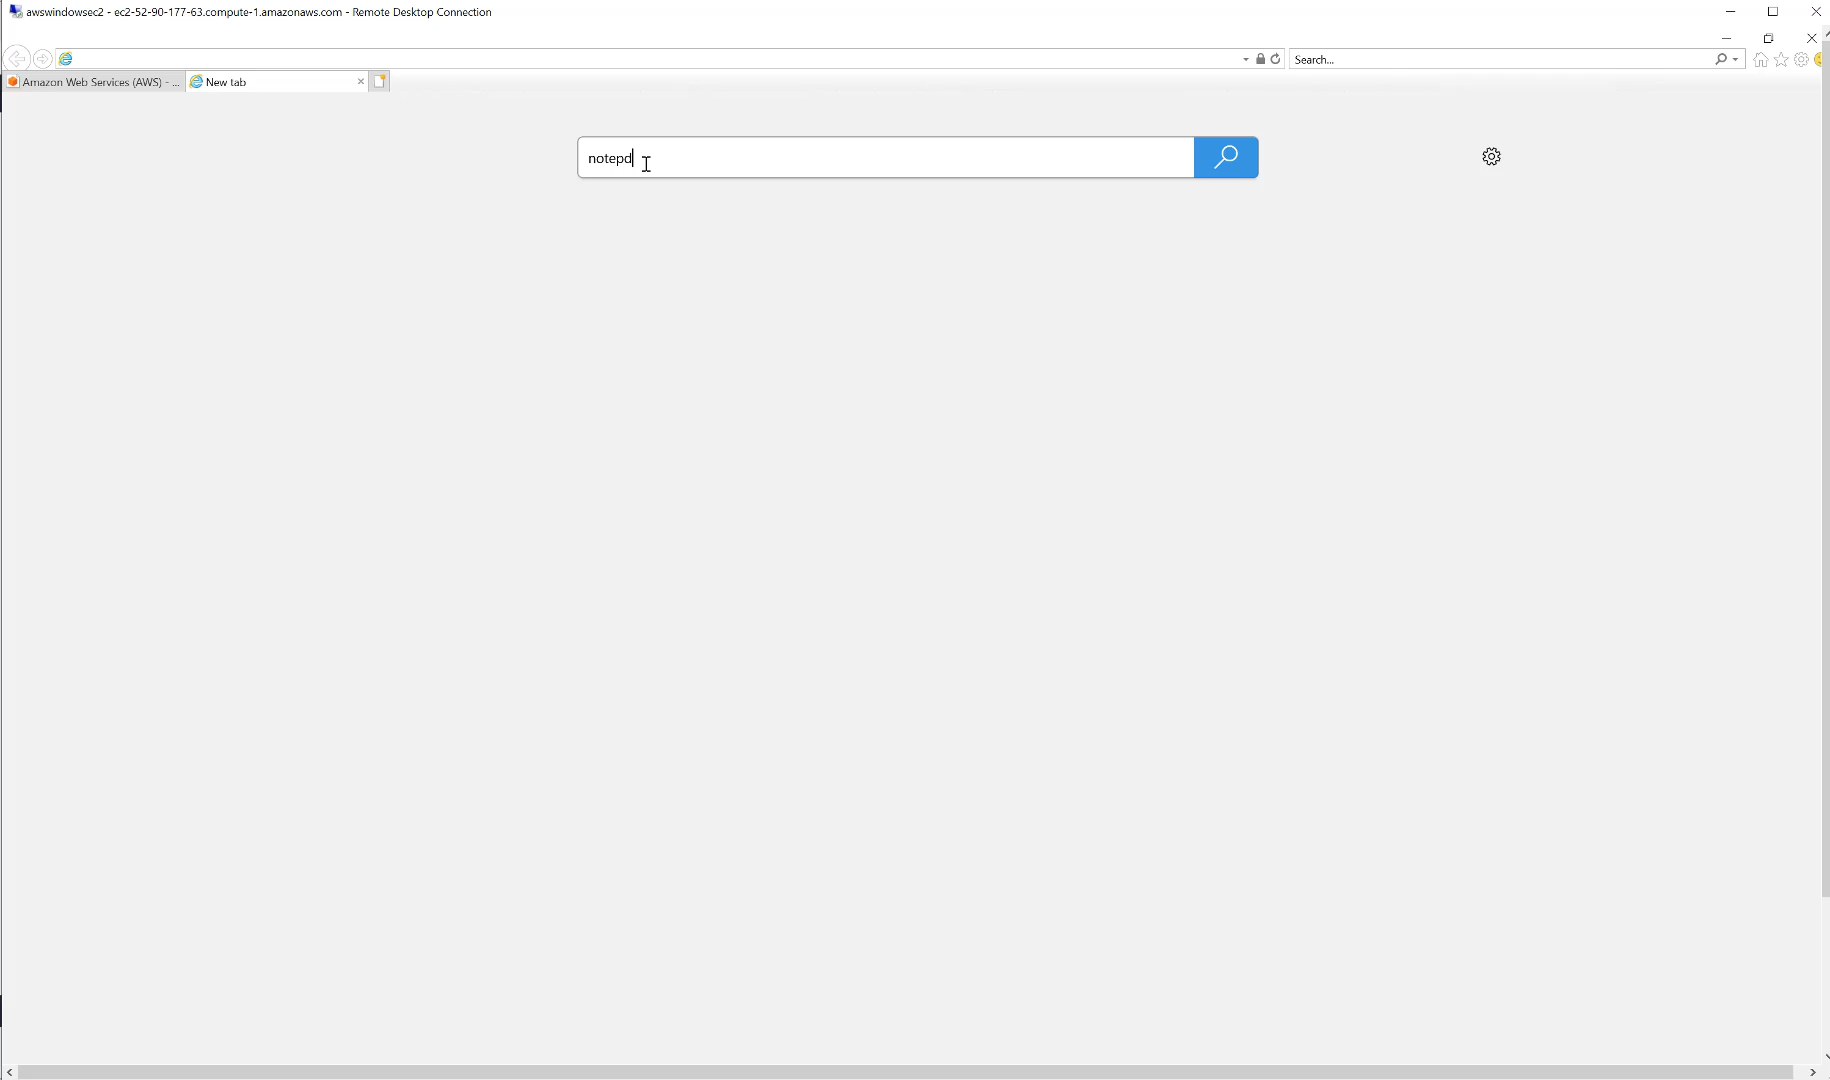 awswindowsec2 - ec2-52-90-177-63.compute-1.amazonaws.com - Remote Desktop Connection
Search...
Amazon Web Services (AWS) - ...
New tab
notepd